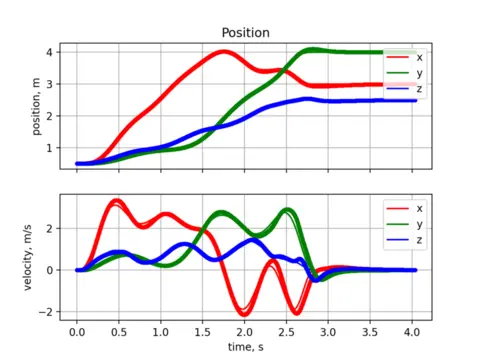 Position
4
3
2
1
position, m
x
y
z
2
0
−2
velocity, m/s
x
y
z
0.0 0.5 1.0 1.5 2.0 2.5 3.0 3.5 4.0
time, s